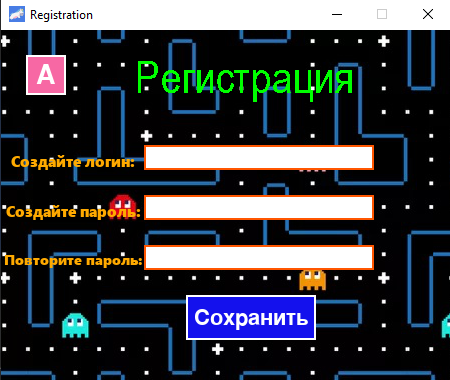 Registration
А
Регистрация
Создайте логин:
Создайте пароль:
Повторите пароль:
Сохранить